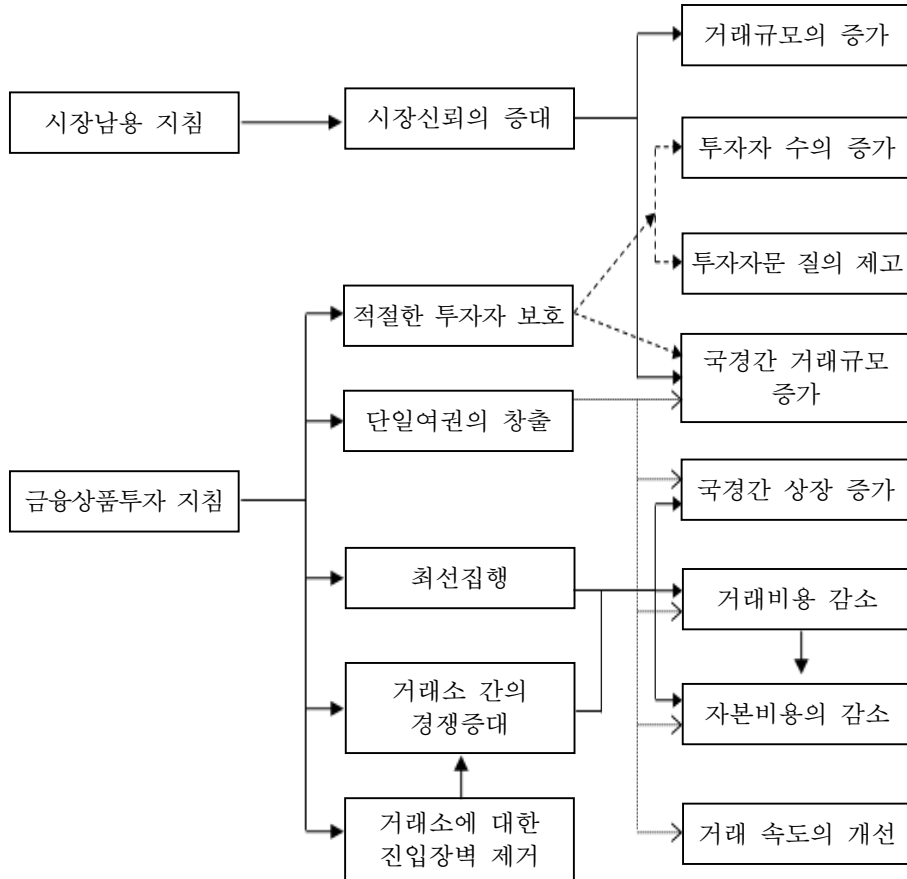 거래규모의 증가
시장남용 지침
시장신뢰의 증대
투자자 수의 증가
투자자문 질의 제고
적절한 투자자 보호
국경간 거래규모
증가
단일여권의 창출
금융상품투자 지침
국경간 상장 증가
최선집행
거래비용 감소
거래소 간의
경쟁증대
자본비용의 감소
거래소에 대한
진입장벽 제거
거래 속도의 개선